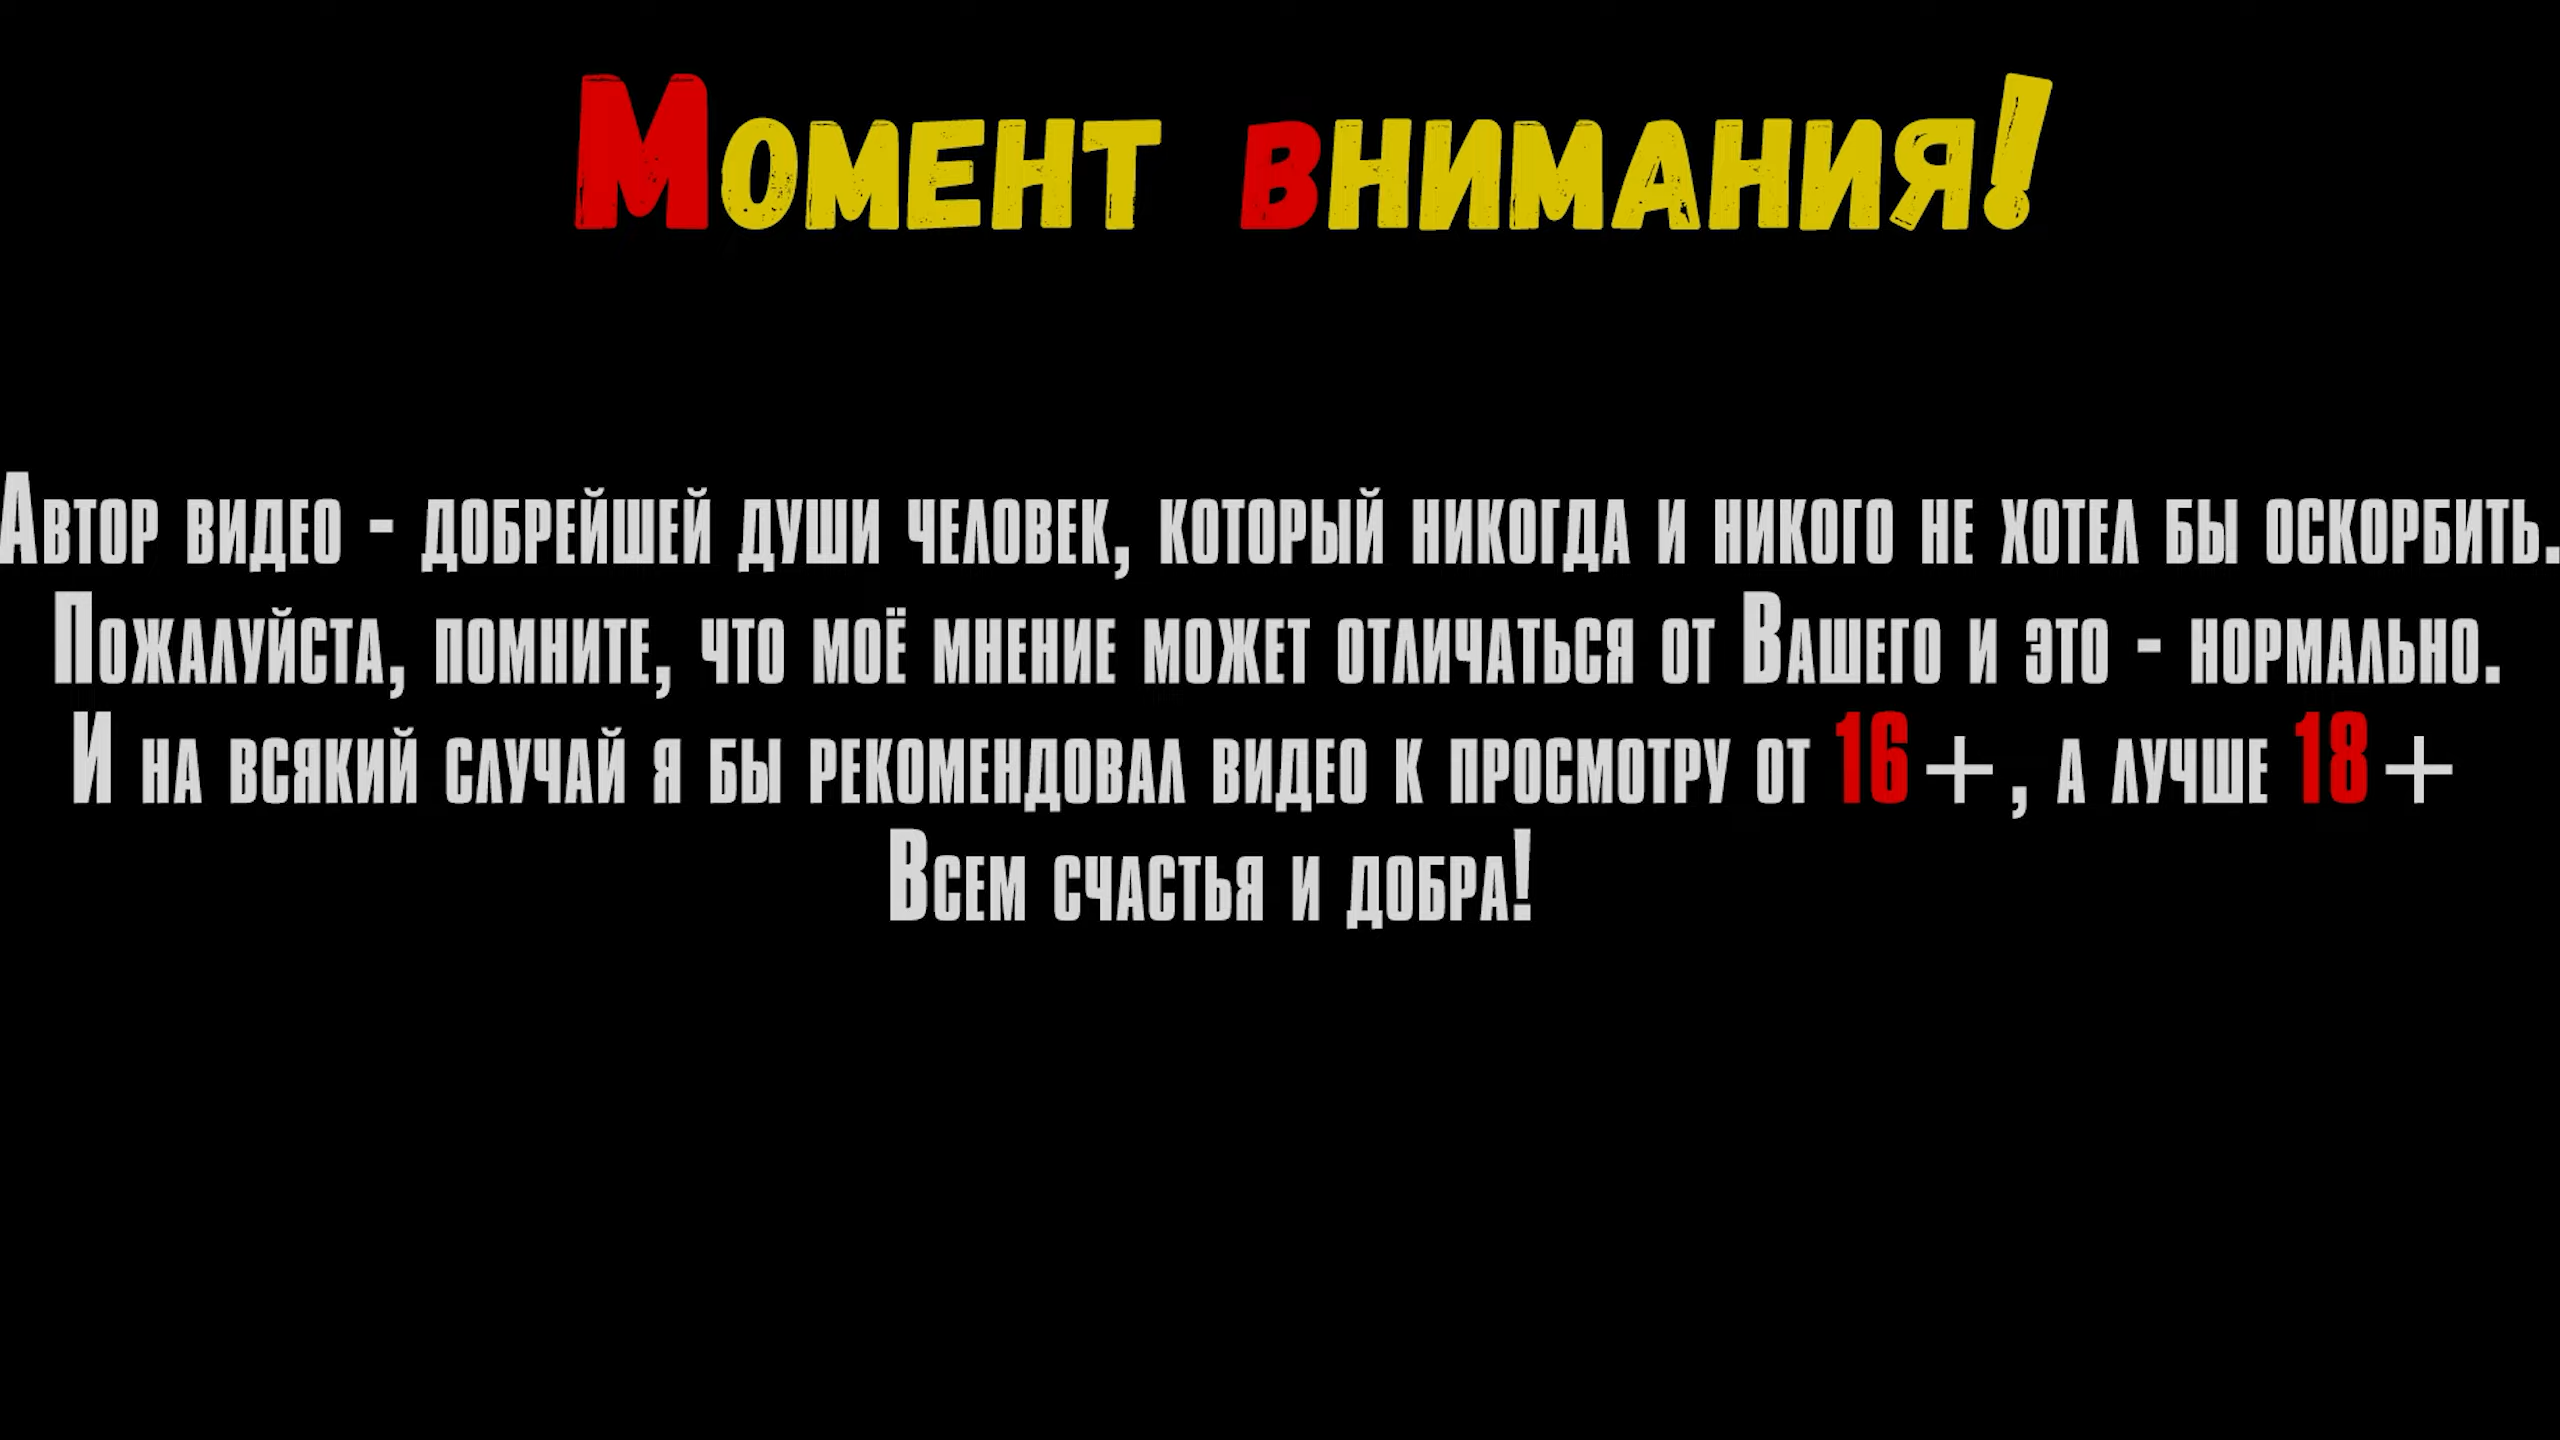 Момент внимания!
Автор видео - добрейшей души человек, который никогда и никого не хотел бы оскорбить.
Пожалуйста, помните, что моё мнение может отличаться от Вашего и это - нормально.
И на всякий случай я бы рекомендовал видео к просмотру от 16+, а лучше 18+
Всем счастья и добра!